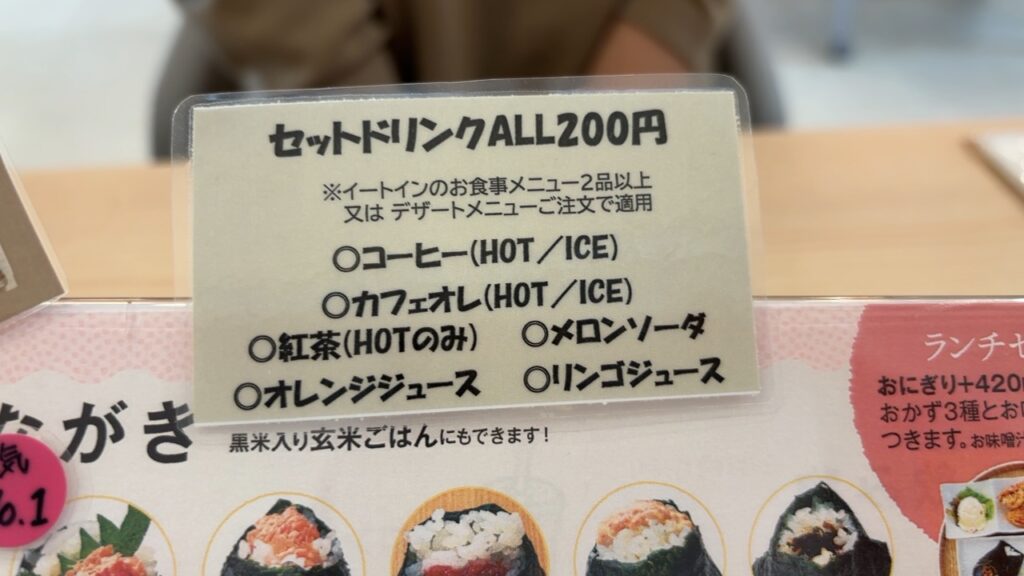 セットドリンクALL200円
※イートインのお食事メニュー2品以上
又は デザートメニューご注文で適用
○コーヒー(HOT／ICE)
○カフェオレ(HOT／ICE)
○紅茶(HOTのみ) ○メロンソーダ
○オレンジジュース ○リンゴジュース
ながき
黒米入り玄米ごはんにもできます!
気
o.1
ランチセ
おにぎり+420
おかず3種とお
つきます。お味噌汁